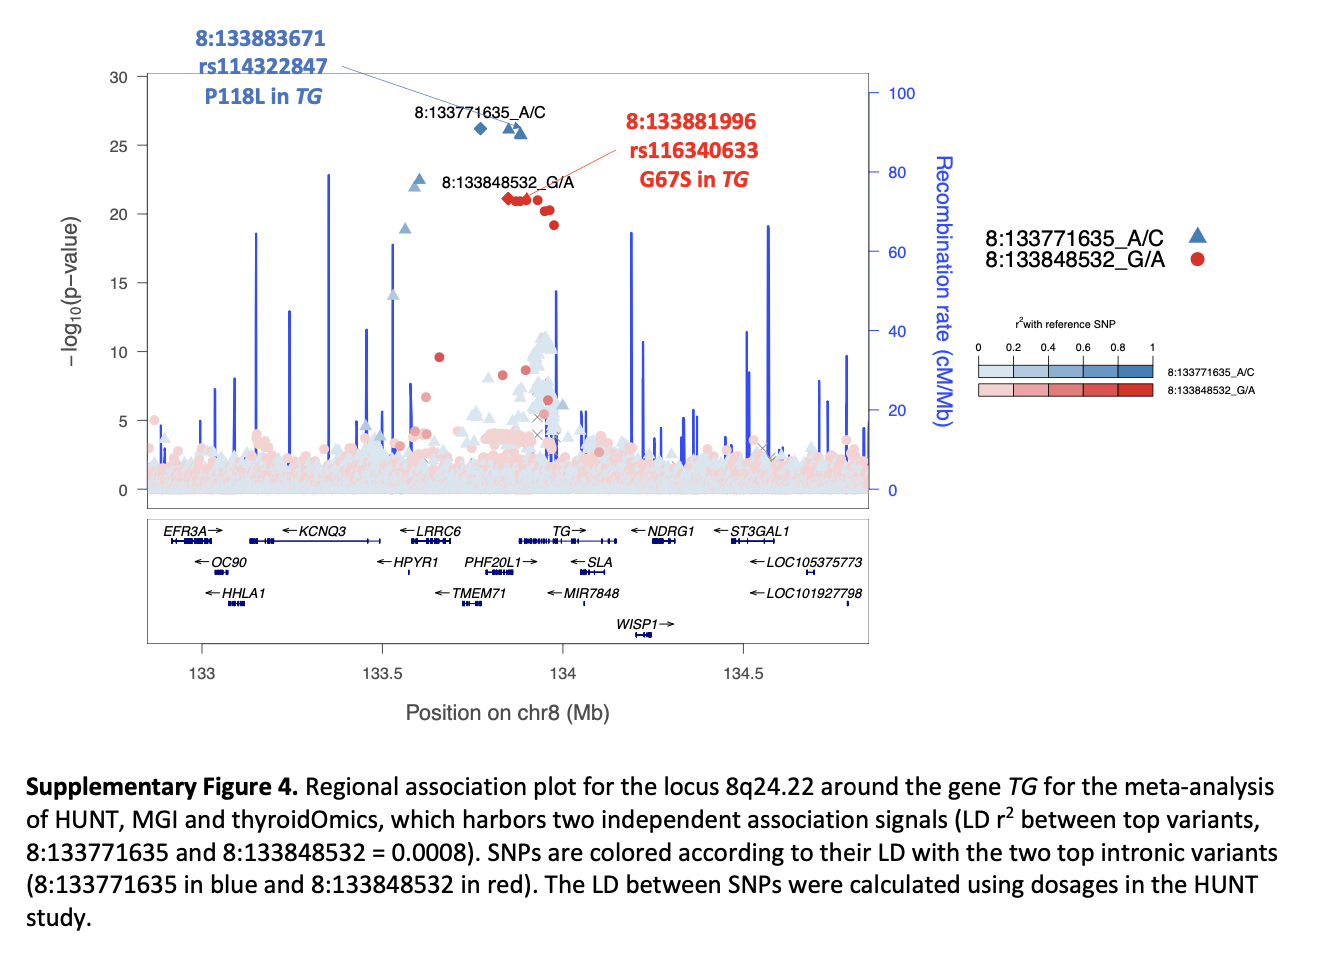 8:133883671
rs114322847
P118L in TG
8:133771635_A/C
8:133881996
rs116340633
G67S in TG
8:133848532_G/A
30
25
20
15
10
5
0
−log10(p−value)
100
80
60
40
20
0
Recombination rate (cM/Mb)
8:133771635_A/C
8:133848532_G/A
r2with reference SNP
0 0.2 0.4 0.6 0.8 1
8:133771635_A/C
8:133848532_G/A
EFR3A→ ←KCNQ3 ←LRRC6 TG→ ←NDRG1 ←ST3GAL1
←OC90 ←HPYR1 PHF20L1→ ←SLA ←LOC105375773
←HHLA1 ←TMEM71 ←MIR7848 ←LOC101927798
WISP1→
133 133.5 134 134.5
Position on chr8 (Mb)
Supplementary Figure 4. Regional association plot for the locus 8q24.22 around the gene TG for the meta-analysis
of HUNT, MGI and thyroidOmics, which harbors two independent association signals (LD r2 between top variants,
8:133771635 and 8:133848532 = 0.0008). SNPs are colored according to their LD with the two top intronic variants
(8:133771635 in blue and 8:133848532 in red). The LD between SNPs were calculated using dosages in the HUNT
study.